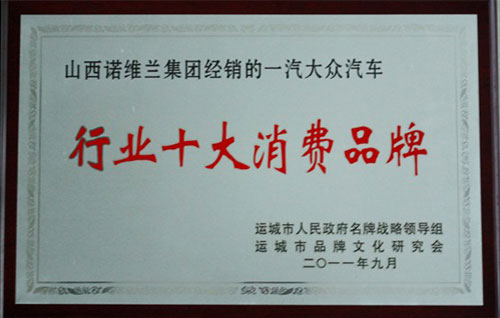 山西诺维兰集团经销的一汽大众汽车
行业十大消费品牌
运城市人民政府名牌战略领导组
运城市品牌文化研究会
二〇一一年九月